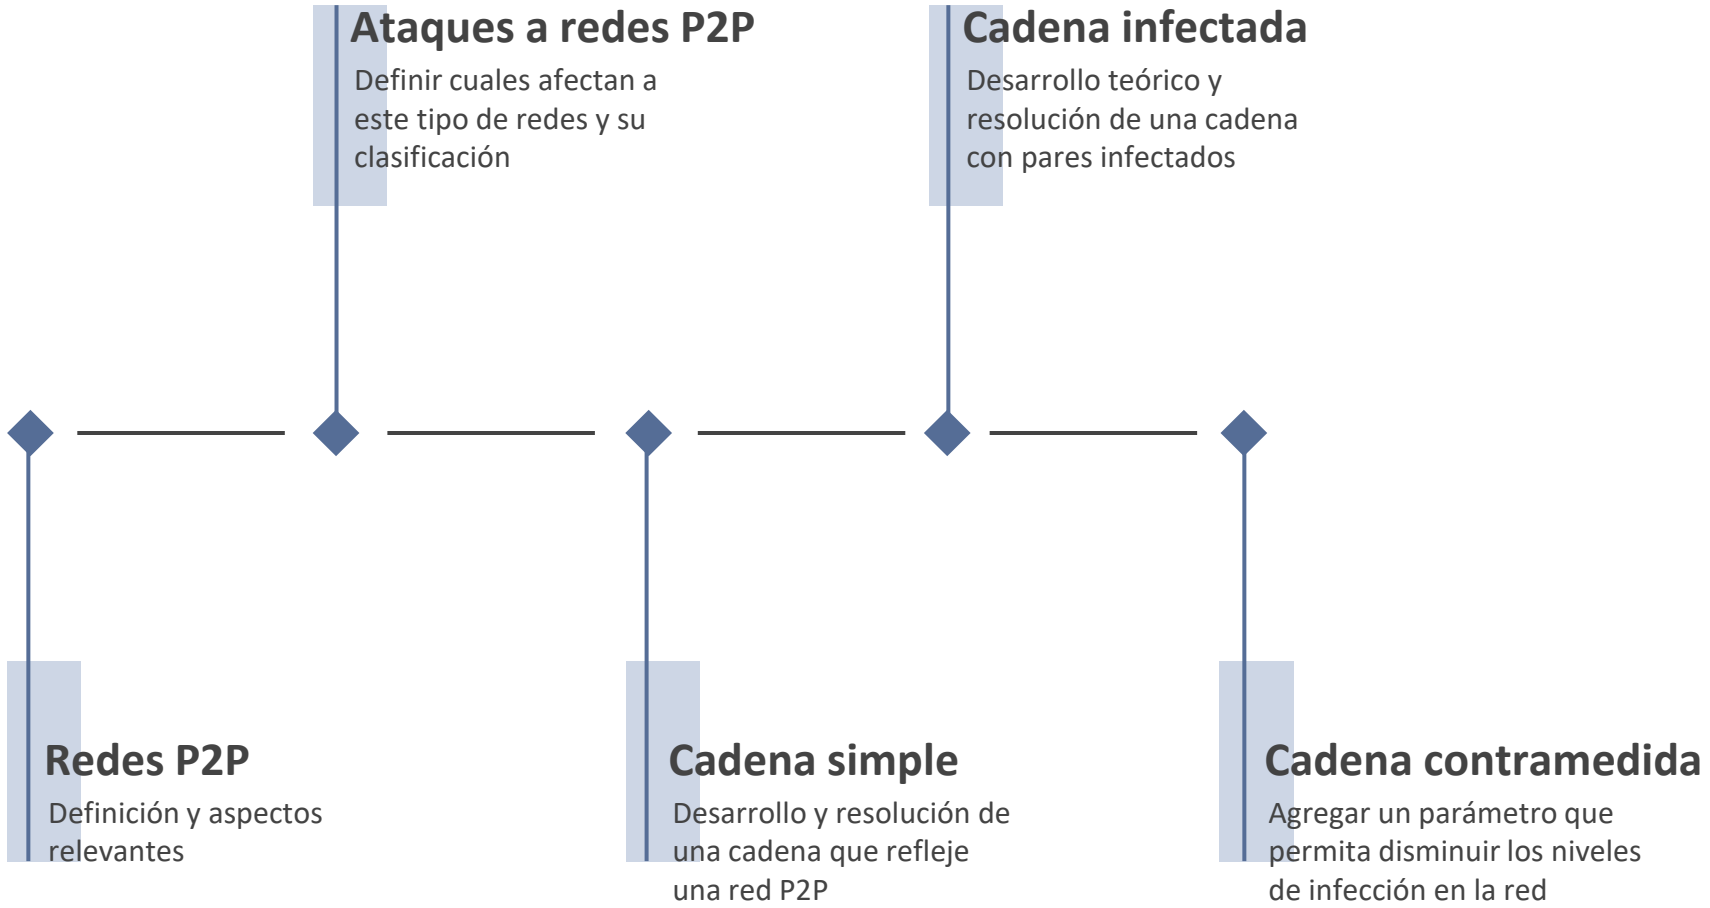 Ataques a redes P2P
Definir cuales afectan a
este tipo de redes y su
clasificación
Cadena infectada
Desarrollo teórico y
resolución de una cadena
con pares infectados
Redes P2P
Definición y aspectos
relevantes
Cadena simple
Desarrollo y resolución de
una cadena que refleje
una red P2P
Cadena contramedida
Agregar un parámetro que
permita disminuir los niveles
de infección en la red